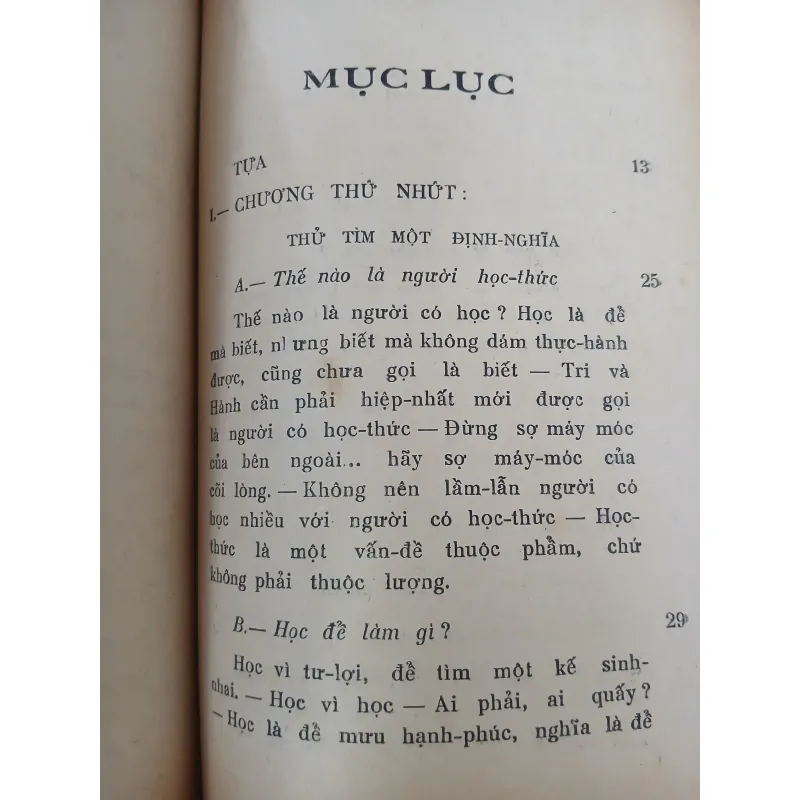 MỤC LỤC
TỰA 13
I.— CHƯƠNG THỨ NHỨT:
THỬ TÌM MỘT ĐỊNH-NGHĨA
A.— Thế nào là người học-thức 25
Thế nào là người có học ? Học là để
mà biết, nhưng biết mà không dám thực-hành
được, cũng chưa gọi là biết — Tri và
Hành cần phải hiệp-nhất mới được gọi
là người có học-thức — Đừng sợ máy móc
của bên ngoài... hãy sợ máy-móc của
cõi lòng. — Không nên lầm-lẫn người có
học nhiều với người có học-thức — Học-
thức là một vấn-đề thuộc phẩm, chứ
không phải thuộc lượng.
B.— Học để làm gì ? 29
Học vì tư-lợi, để tìm một kế sinh-
nhai. — Học vì học — Ai phải, ai quấy ?
— Học là để mưu hạnh-phúc, nghĩa là để